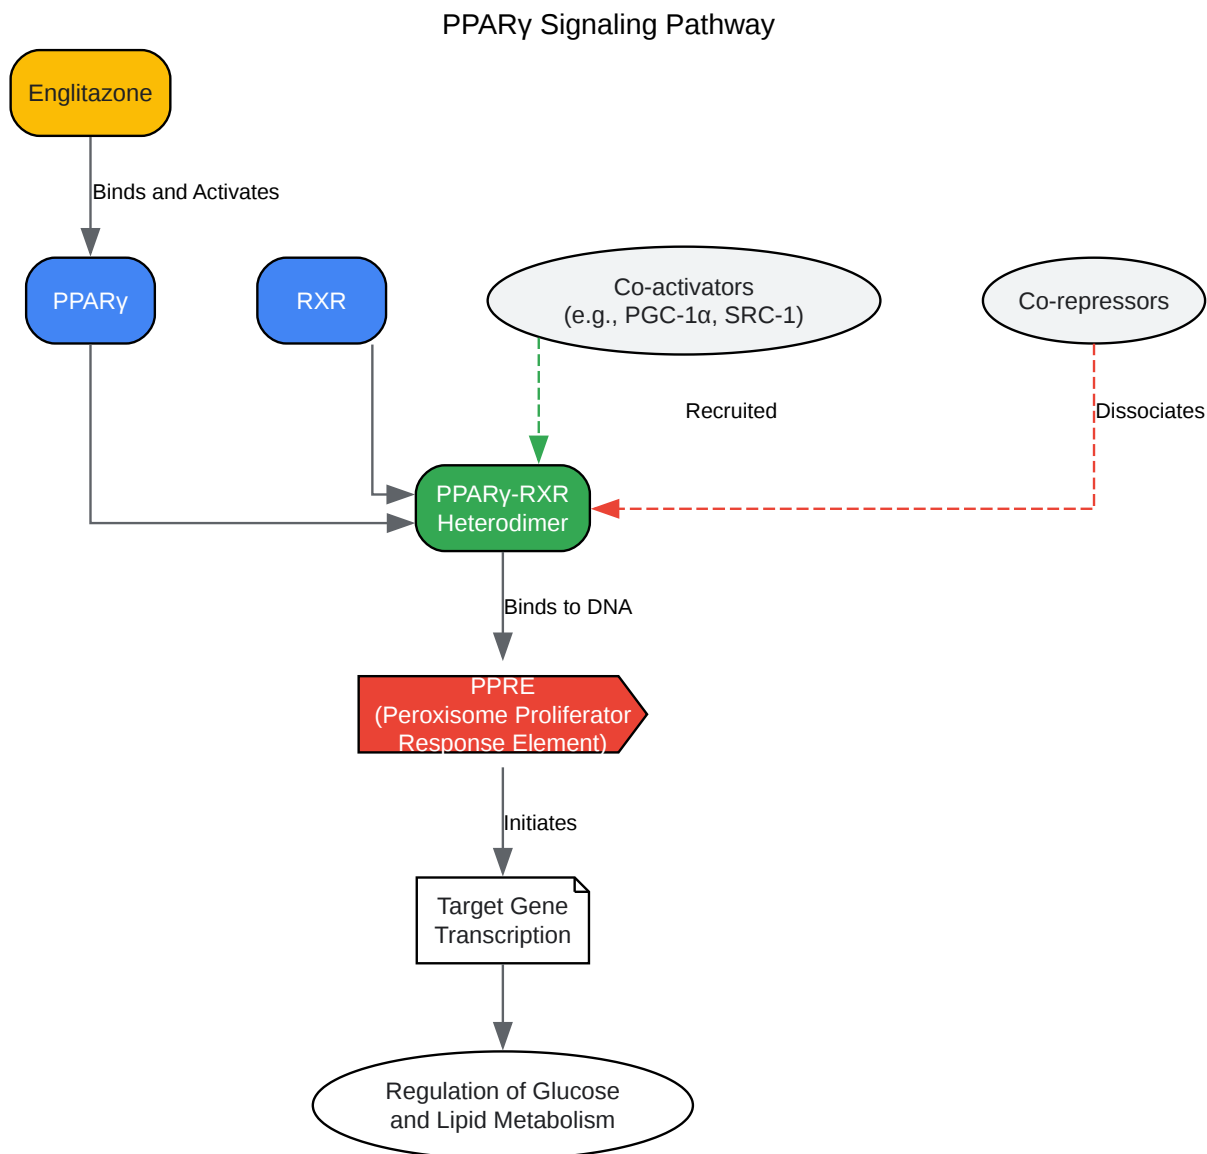 PPARγ Signaling Pathway
Englitazone
Binds and Activates
PPARγ
RXR
Co-activators
(e.g., PGC-1α, SRC-1)
Co-repressors
Recruited
Dissociates
PPARγ-RXR
Heterodimer
Binds to DNA
PPRE
(Peroxisome Proliferator
Response Element)
Initiates
Target Gene
Transcription
Regulation of Glucose
and Lipid Metabolism